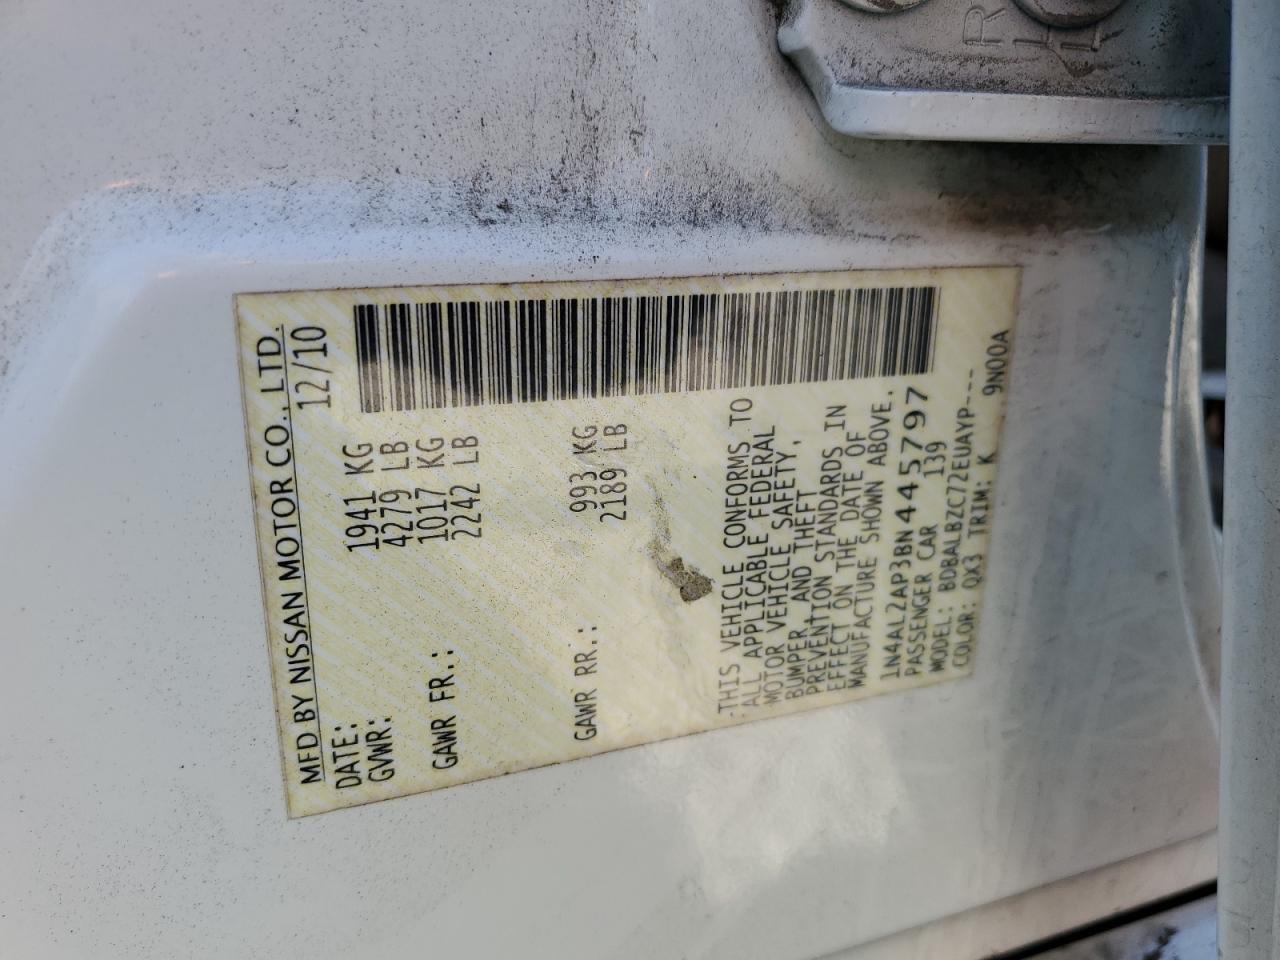 MFD BY NISSAN MOTOR CO., LTD.
DATE: 12/10
GVWR: 1941 KG
4279 LB
GAWR FR.: 1017 KG
2242 LB
GAWR RR.: 993 KG
2189 LB
THIS VEHICLE CONFORMS TO
ALL APPLICABLE FEDERAL
MOTOR VEHICLE SAFETY,
BUMPER, AND THEFT
PREVENTION STANDARDS IN
EFFECT ON THE DATE OF
MANUFACTURE SHOWN ABOVE.
1N4AL2AP3BN445797
PASSENGER CAR 139
MODEL: BDBALBZC72EUAYP---
COLOR: QX3 TRIM: K 9N00A